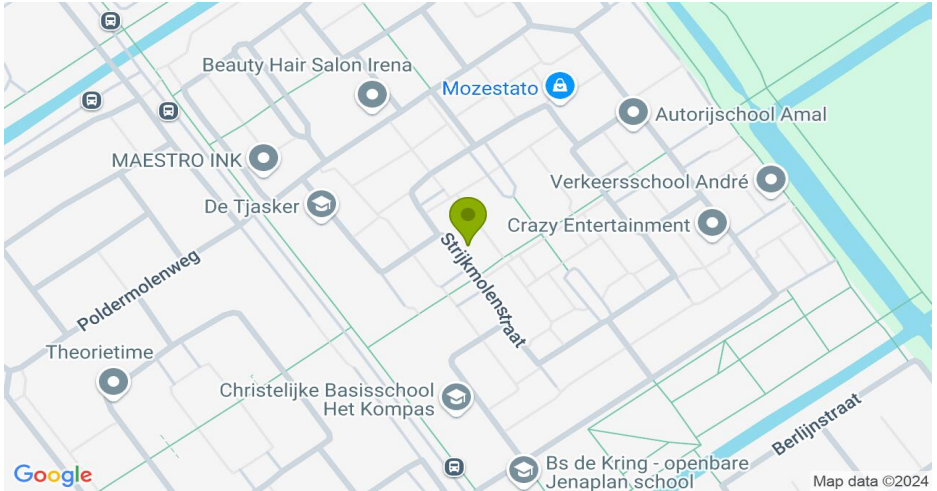 Beauty Hair Salon Irena
Mozestato
Autorijschool Amal
MAESTRO INK
Verkeersschool André
De Tjasker
Crazy Entertainment
Strijkmolenstraat
Poldermolenweg
Theorietime
Christelijke Basisschool
Het Kompas
Berlijnstraat
Bs de Kring - openbare
Jenaplan school
Google
Map data ©2024